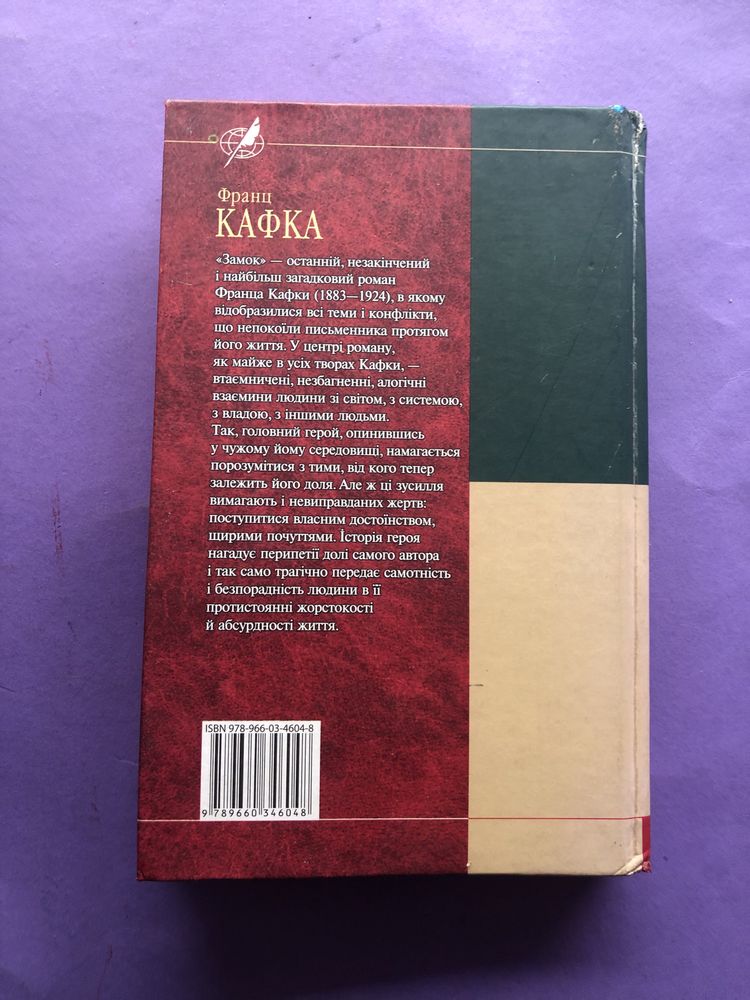 Франц
КАФКА
«Замок» — останній, незакінчений
і найбільш загадковий роман
Франца Кафки (1883—1924), в якому
відобразилися всі теми і конфлікти,
що непокоїли письменника протягом
його життя. У центрі роману,
як майже в усіх творах Кафки, —
втаємничені, незбагненні, алогічні
взаємини людини зі світом, з системою,
з владою, з іншими людьми.
Так, головний герой, опинившись
у чужому йому середовищі, намагається
порозумітися з тими, від кого тепер
залежить його доля. Але ж ці зусилля
вимагають і невиправданих жертв:
поступитися власним достоїнством,
щирими почуттями. Історія героя
нагадує перипетії долі самого автора
і так само трагічно передає самотність
і безпорадність людини в її
протистоянні жорстокості
й абсурдності життя.
ISBN 978-966-03-4604-8
9 789660 346048